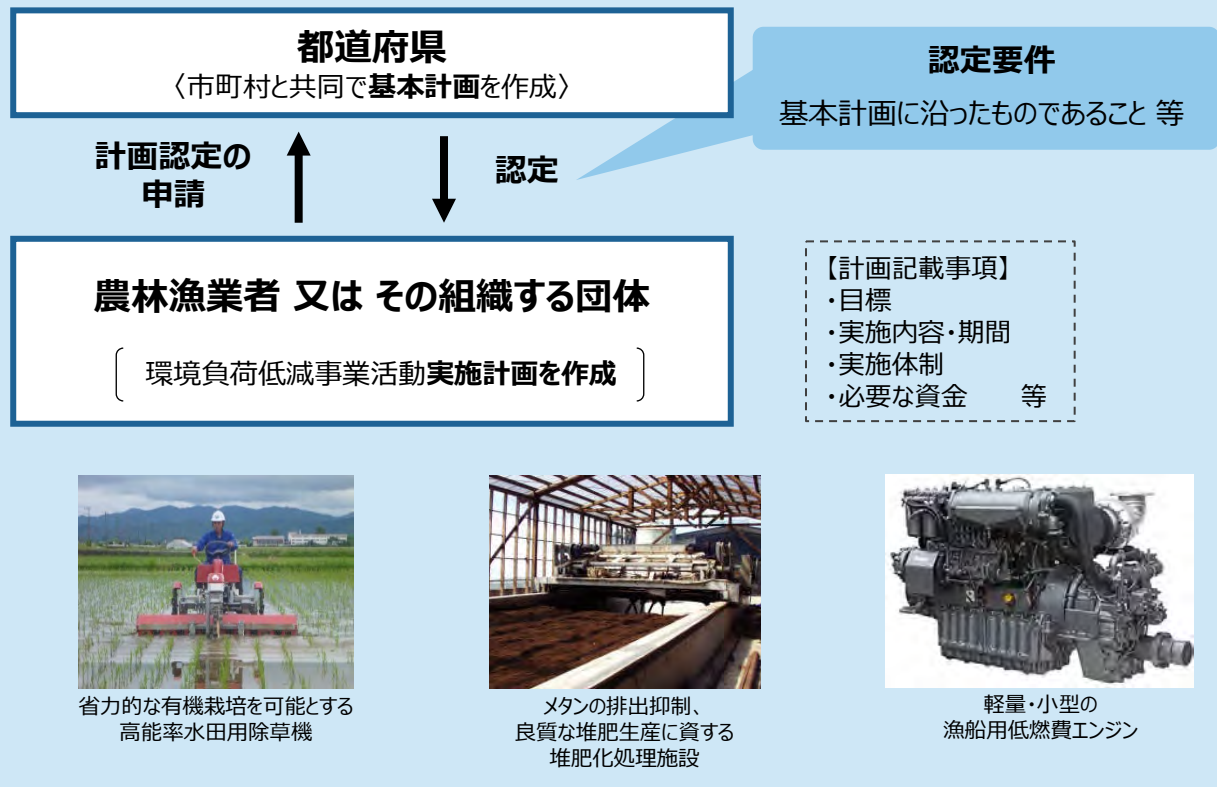 都道府県
〈市町村と共同で基本計画を作成〉
認定要件
基本計画に沿ったものであること 等
計画認定の
申請
認定
農林漁業者 又は その組織する団体
環境負荷低減事業活動実施計画を作成
【計画記載事項】
・目標
・実施内容・期間
・実施体制
・必要な資金　　等
省力的な有機栽培を可能とする
高能率水田用除草機
メタンの排出抑制、
良質な堆肥生産に資する
堆肥化処理施設
軽量・小型の
漁船用低燃費エンジン